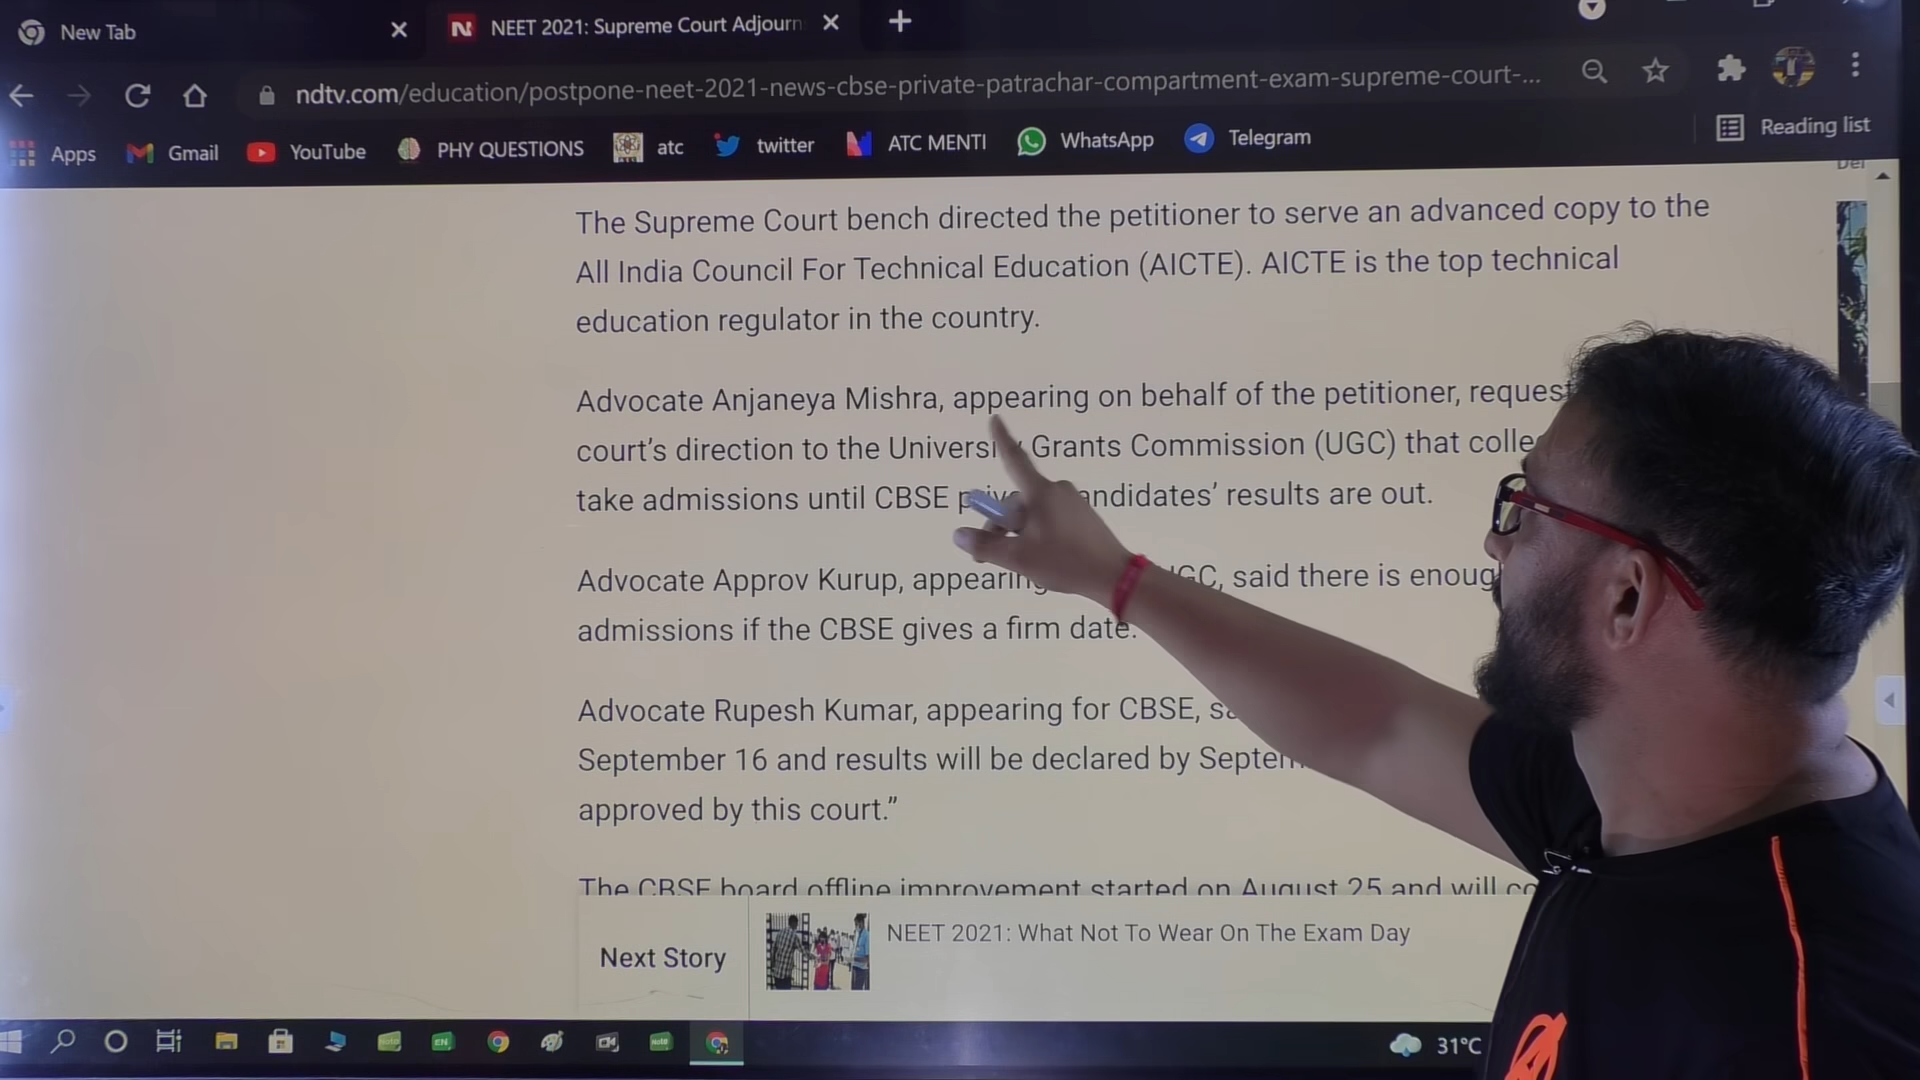 New Tab
NEET 2021: Supreme Court Adjourn
ndtv.com/education/postpone-neet-2021-news-cbse-private-patrachar-compartment-exam-supreme-court-...
Apps Gmail YouTube PHY QUESTIONS atc twitter ATC MENTI WhatsApp Telegram Reading list
The Supreme Court bench directed the petitioner to serve an advanced copy to the
All India Council For Technical Education (AICTE). AICTE is the top technical
education regulator in the country.
Advocate Anjaneya Mishra, appearing on behalf of the petitioner, request
court's direction to the Universi Grants Commission (UGC) that colle
take admissions until CBSE andidates' results are out.
Advocate Approv Kurup, appearing GC, said there is enoug
admissions if the CBSE gives a firm date.
Advocate Rupesh Kumar, appearing for CBSE, sa
September 16 and results will be declared by Septem
approved by this court."
The CBSE board offline improvement started on August 25 and will co
Next Story
NEET 2021: What Not To Wear On The Exam Day
31°C